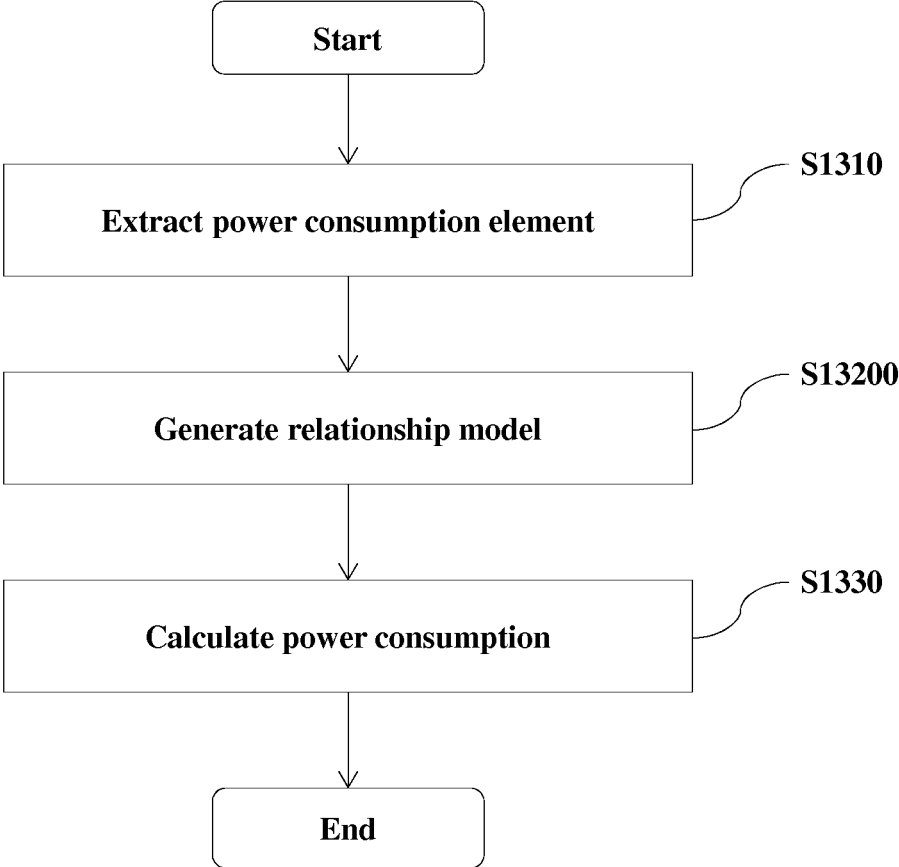 Start
S1310
Extract power consumption element
S13200
Generate relationship model
S1330
Calculate power consumption
End